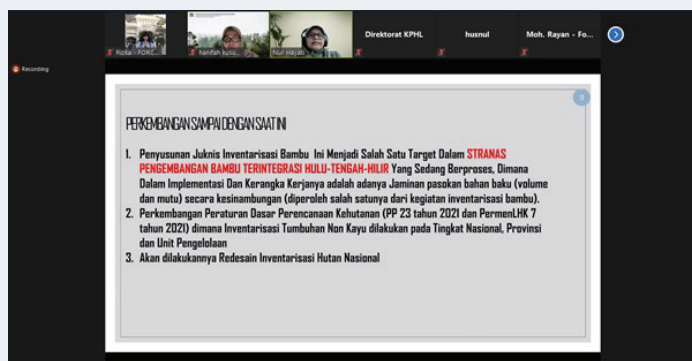 Rizka - FORC...
hanifah kusu...
Nur Hayati
Direktorat KPHL
husnul
Moh. Rayan - Fo...
Recording
3
PERKEMBANGAN SAMPAI DENGAN SAAT INI
1. Penyusunan Juknis Inventarisasi Bambu Ini Menjadi Salah Satu Target Dalam STRANAS
PENGEMBANGAN BAMBU TERINTEGRASI HULU-TENGAH-HILIR Yang Sedang Berproses, Dimana
Dalam Implementasi Dan Kerangka Kerjanya adalah adanya Jaminan pasokan bahan baku (volume
dan mutu) secara kesinambungan (diperoleh salah satunya dari kegiatan inventarisasi bambu).
2. Perkembangan Peraturan Dasar Perencanaan Kehutanan (PP 23 tahun 2021 dan PermenLHK 7
tahun 2021) dimana Inventarisasi Tumbuhan Non Kayu dilakukan pada Tingkat Nasional, Provinsi
dan Unit Pengelolaan
3. Akan dilakukannya Redesain Inventarisasi Hutan Nasional